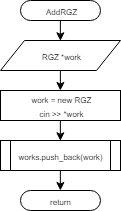 AddRGZ
RGZ *work
work = new RGZ
cin >> *work
works.push_back(work)
return